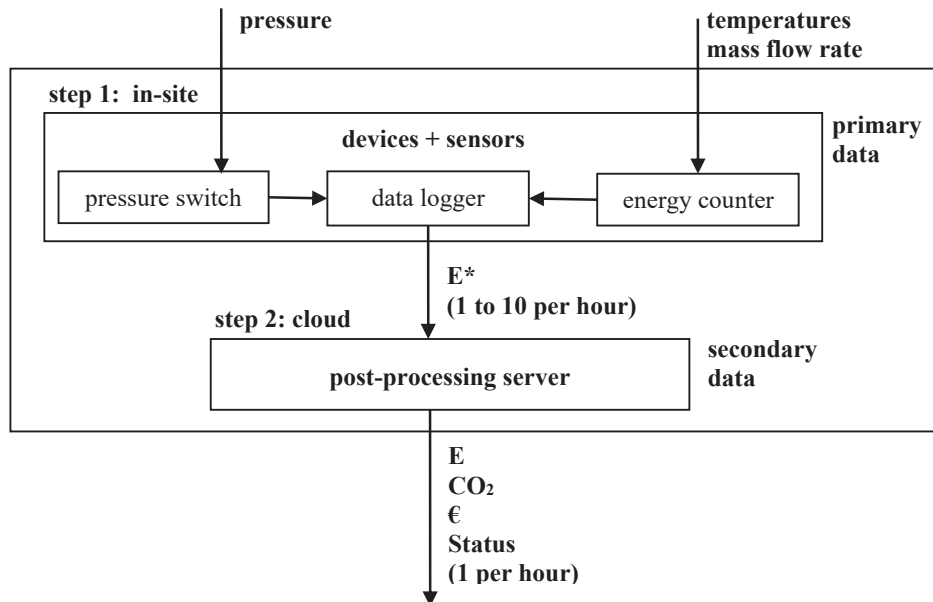 pressure
temperatures
mass flow rate
step 1:  in-site
primary
data
devices + sensors
pressure switch
data logger
energy counter
E*
(1 to 10 per hour)
step 2: cloud
secondary
data
post-processing server
E
CO₂
€
Status
(1 per hour)